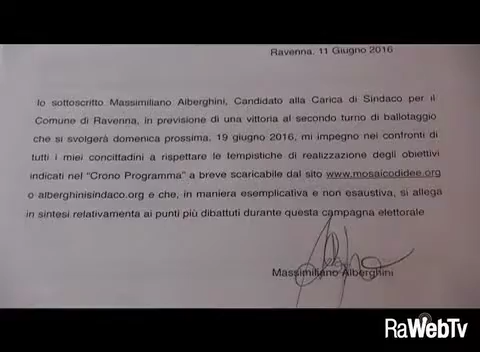 Ravenna. 11 Giugno 2016
Io sottoscritto Massimiliano Alberghini, Candidato alla Carica di Sindaco per il
Comune di Ravenna, in previsione di una vittoria al secondo turno di ballotaggio
che si svolgerà domenica prossima. 19 giugno 2016, mi impegno nei confronti di
tutti i miei concittadini a rispettare le tempistiche di realizzazione degli obiettivi
indicati nel "Crono Programma" a breve scaricabile dal sito www.mosaicodidee.org
o alberghinisindaco.org e che, in maniera esemplicativa e non esaustiva, si allega
in sintesi relativamenta ai punti più dibattuti durante questa campagna elettorale
Massimiliano Alberghini
RaWebTv